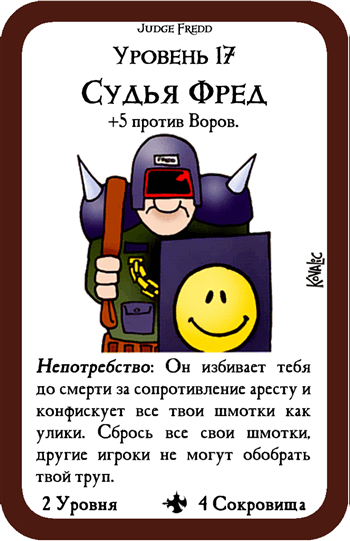 Judge Fredd
Уровень 17
Судья Фред
+5 против Воров.
FREDD
KOVALIC
Непотребство: Он избивает тебя
до смерти за сопротивление аресту и
конфискует все твои шмотки как
улики. Сбрось все свои шмотки,
другие игроки не могут обобрать
твой труп.
2 Уровня 4 Сокровища